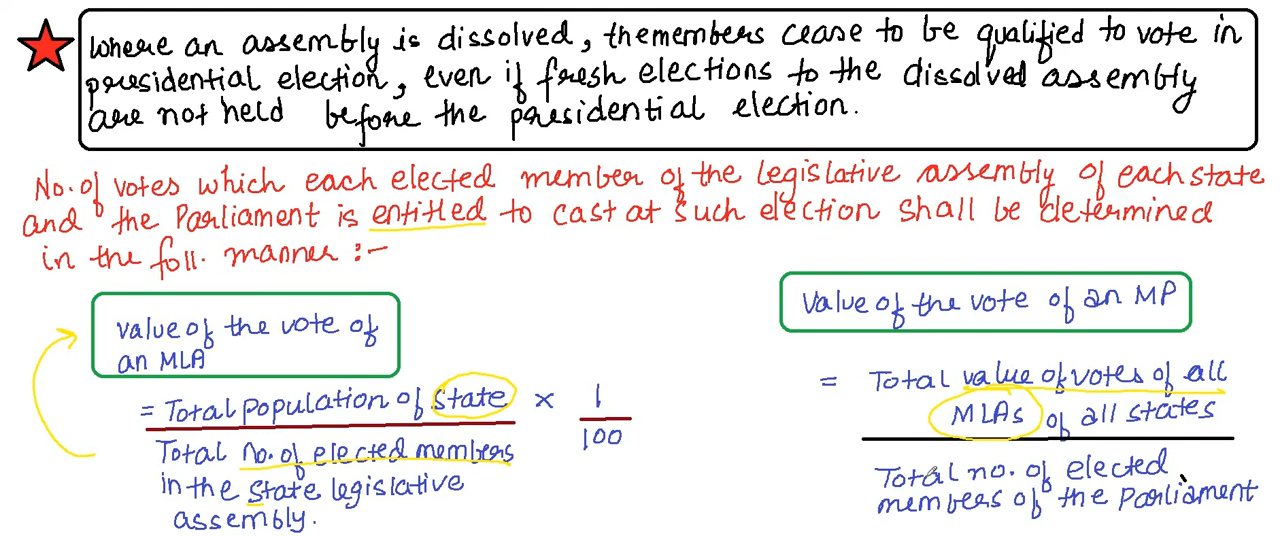 Where an assembly is dissolved, the members cease to be qualified to vote in
presidential election, even if fresh elections to the dissolved assembly
are not held before the presidential election.
No. of votes which each elected member of the legislative assembly of each state
and the Parliament is entitled to cast at such election shall be determined
in the foll. manner :-
value of the vote of
an MLA
= Total population of state × 1
100
Total no. of elected members
in the state legislative
assembly.
Value of the vote of an MP
= Total value of votes of all
MLAs of all states
Total no. of elected
members of the Parliament